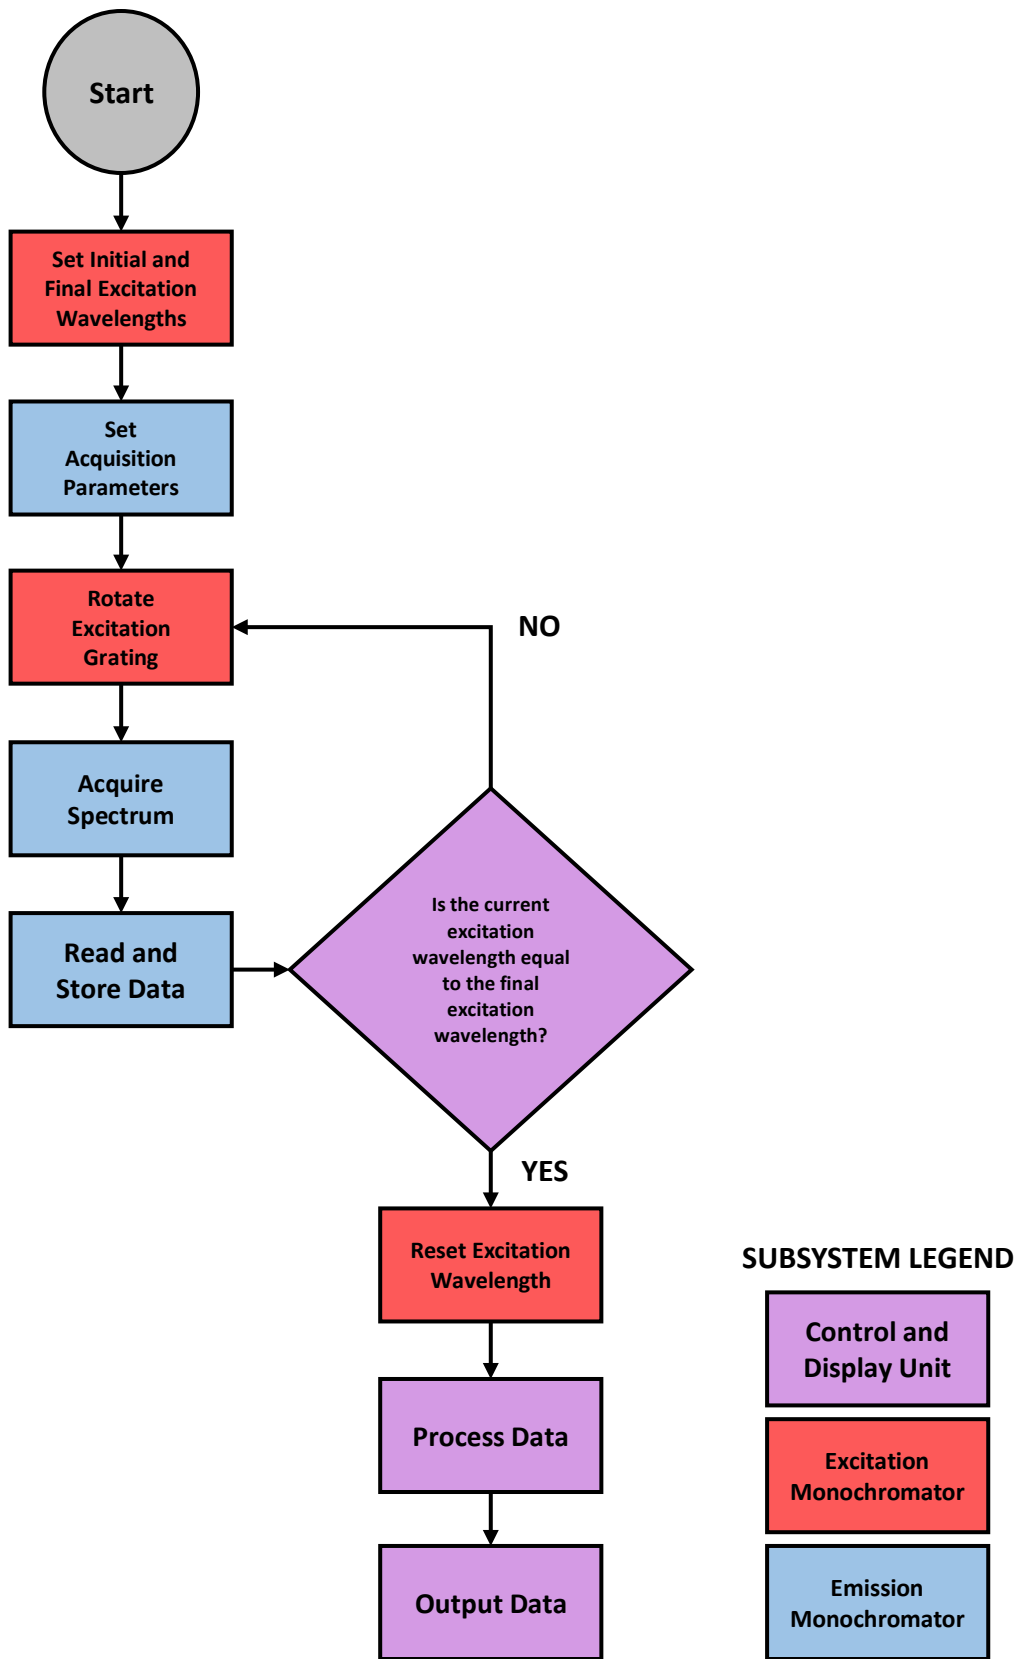 Start
Set Initial and
Final Excitation
Wavelengths
Set
Acquisition
Parameters
Rotate
Excitation
Grating
NO
Acquire
Spectrum
Read and
Store Data
Is the current
excitation
wavelength equal
to the final
excitation
wavelength?
YES
Reset Excitation
Wavelength
Process Data
Output Data
SUBSYSTEM LEGEND
Control and
Display Unit
Excitation
Monochromator
Emission
Monochromator